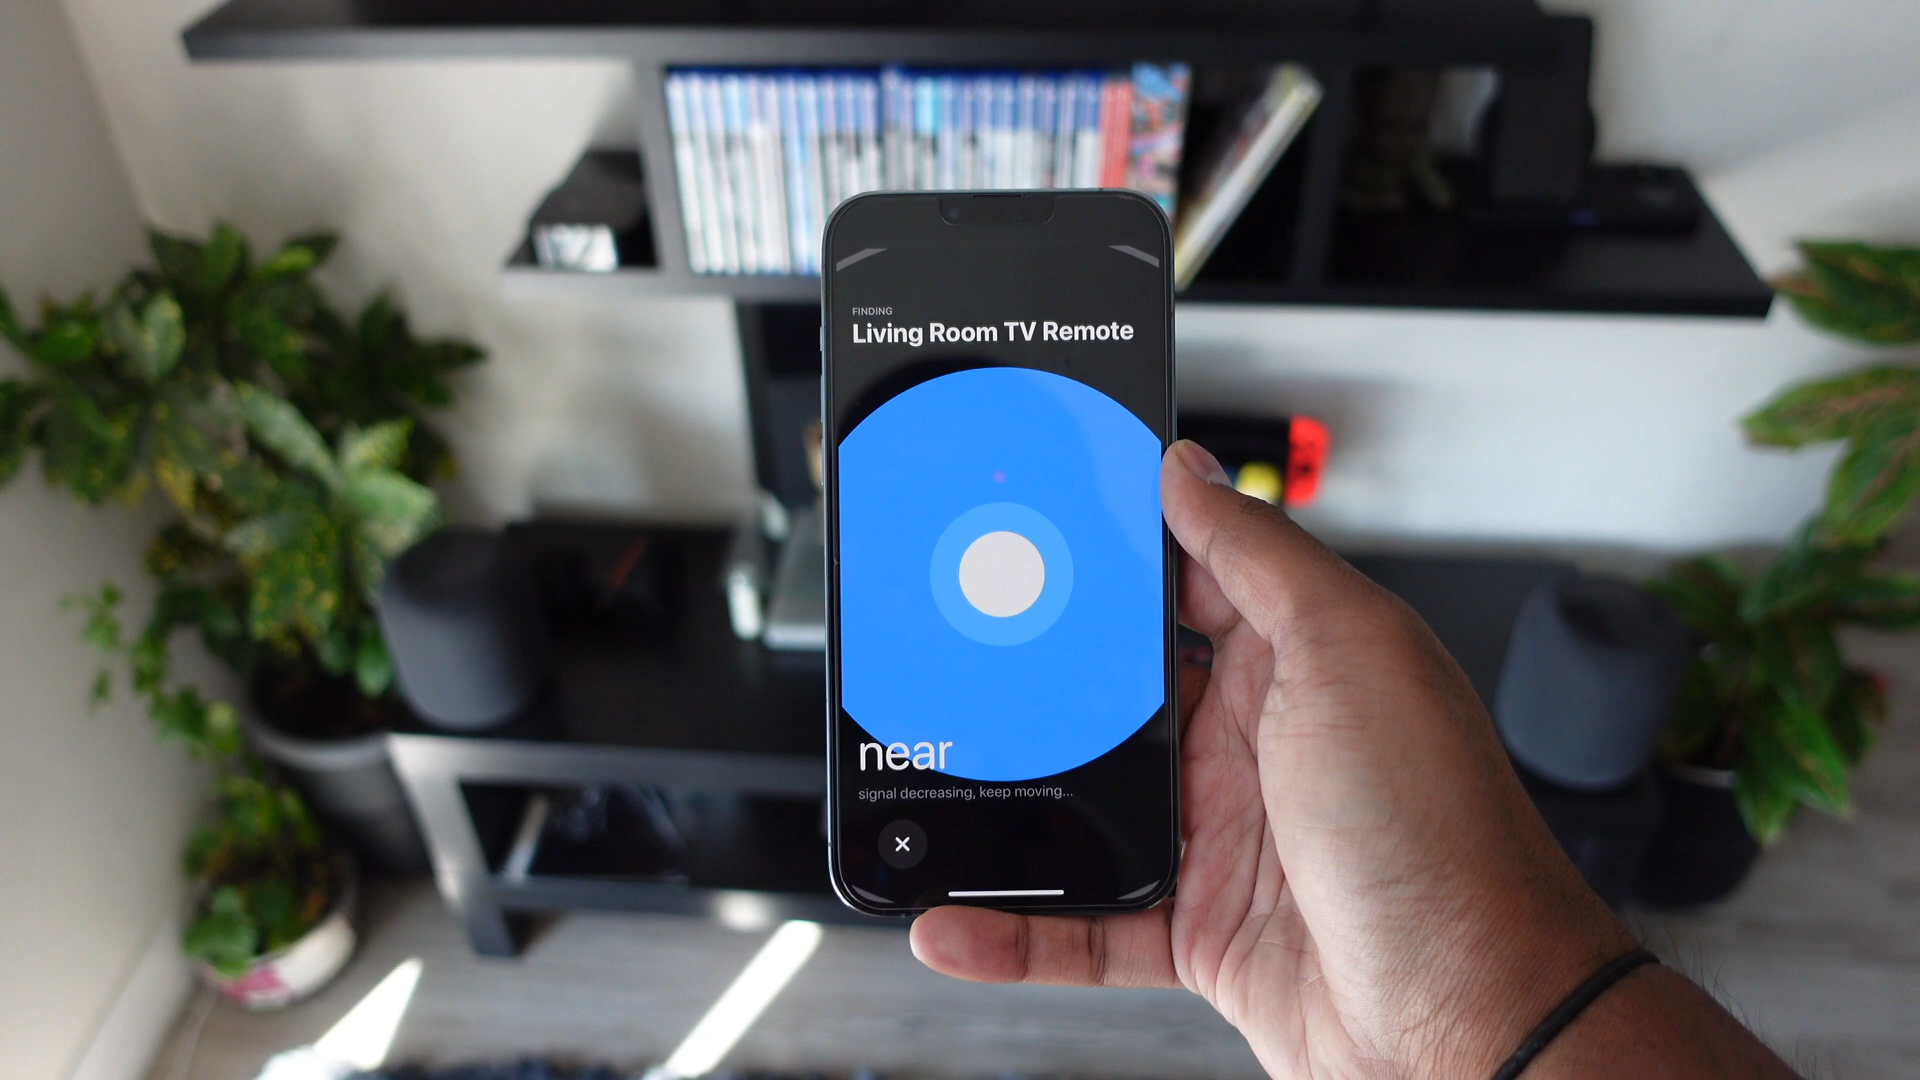 FINDING
Living Room TV Remote
near
signal decreasing, keep moving...